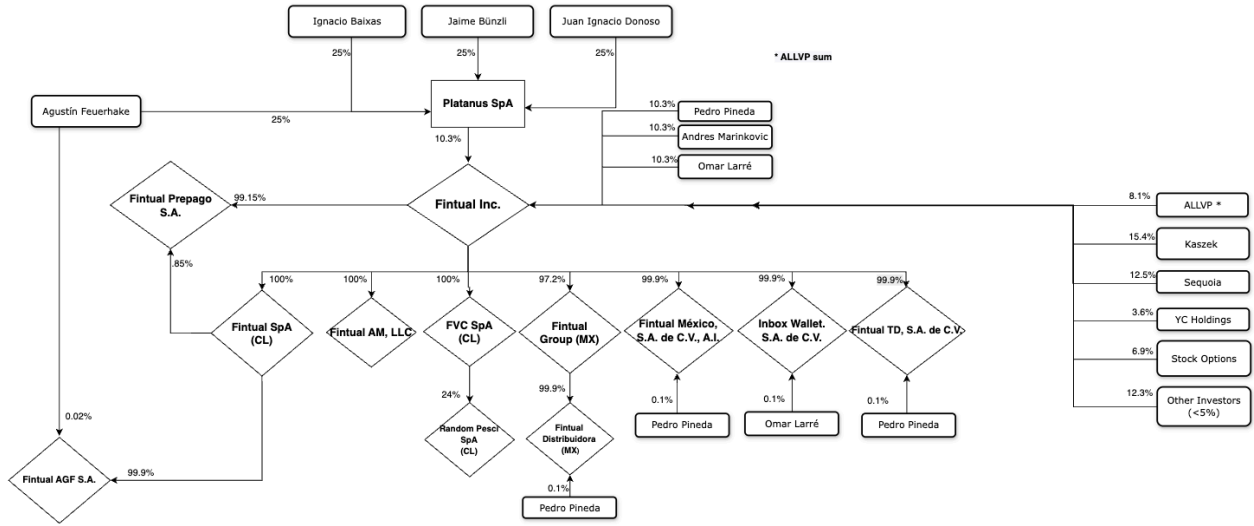 Ignacio Baixas
Jaime Bünzli
Juan Ignacio Donoso
25%
25%
25%
* ALLVP sum
Agustín Feuerhake
25%
Platanus SpA
10.3%
Pedro Pineda
10.3%
Andres Marinkovic
10.3%
Omar Larré
10.3%
Fintual Prepago
S.A.
99.15%
Fintual Inc.
8.1%
ALLVP *
15.4%
Kaszek
12.5%
Sequoia
3.6%
YC Holdings
6.9%
Stock Options
12.3%
Other Investors
(<5%)
.85%
100%
100%
100%
97.2%
99.9%
99.9%
99.9%
Fintual SpA
(CL)
Fintual AM, LLC
FVC SpA
(CL)
Fintual
Group (MX)
Fintual México,
S.A. de C.V., A.I.
Inbox Wallet.
S.A. de C.V.
Fintual TD, S.A. de C.V.
24%
99.9%
0.1%
0.1%
0.1%
Pedro Pineda
Omar Larré
Pedro Pineda
0.02%
Random Pesci
SpA
(CL)
Fintual
Distribuidora
(MX)
Fintual AGF S.A.
99.9%
0.1%
Pedro Pineda